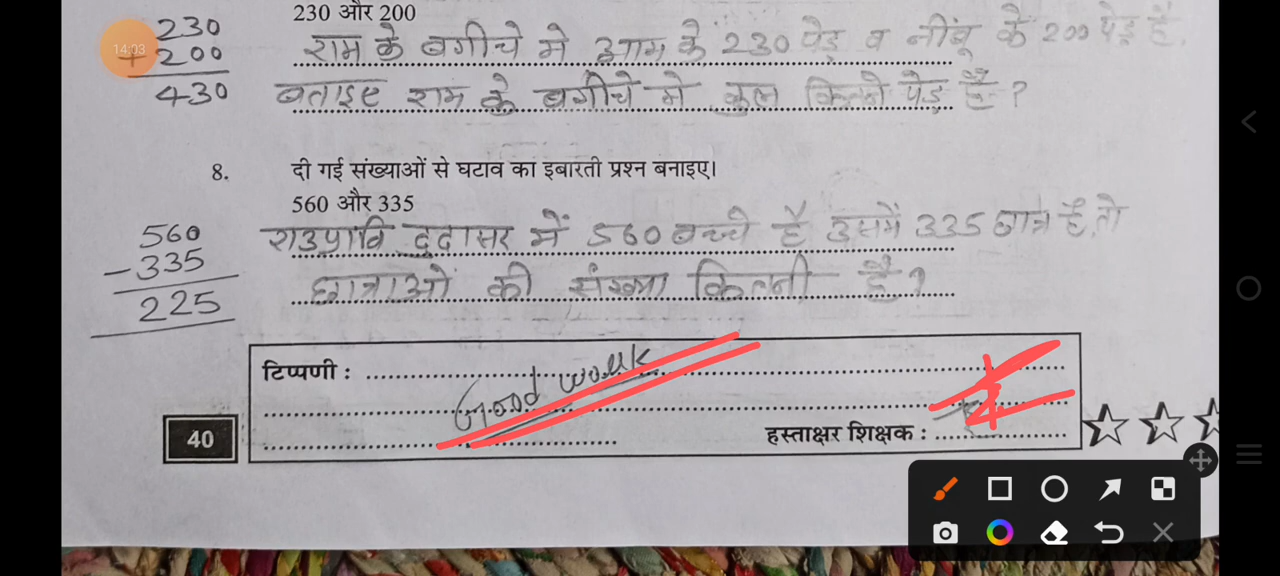 230 और 200
230
+ 200
430
राम के बगीचे मे आम के 230 पेड़ व नींबू के 200 पेड़ है,
बताइए राम के बगीचे मे कुल कितने पेड़ है?
14:03
8. दी गई संख्याओं से घटाव का इबारती प्रश्न बनाइए।
560 और 335
560
-335
225
राउप्रावि दुदासर में 560 बच्चे है उसमें 335 छात्र है, तो
छात्राओं की संख्या कितनी है?
टिप्पणी :
Good work
हस्ताक्षर शिक्षक :
40